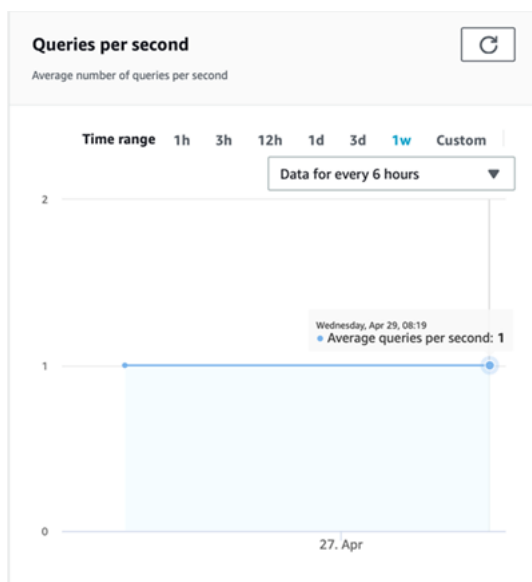 Queries per second
Average number of queries per second
Time range 1h 3h 12h 1d 3d 1w Custom
Data for every 6 hours
2
Wednesday, Apr 29, 08:19
Average queries per second: 1
1
0
27. Apr